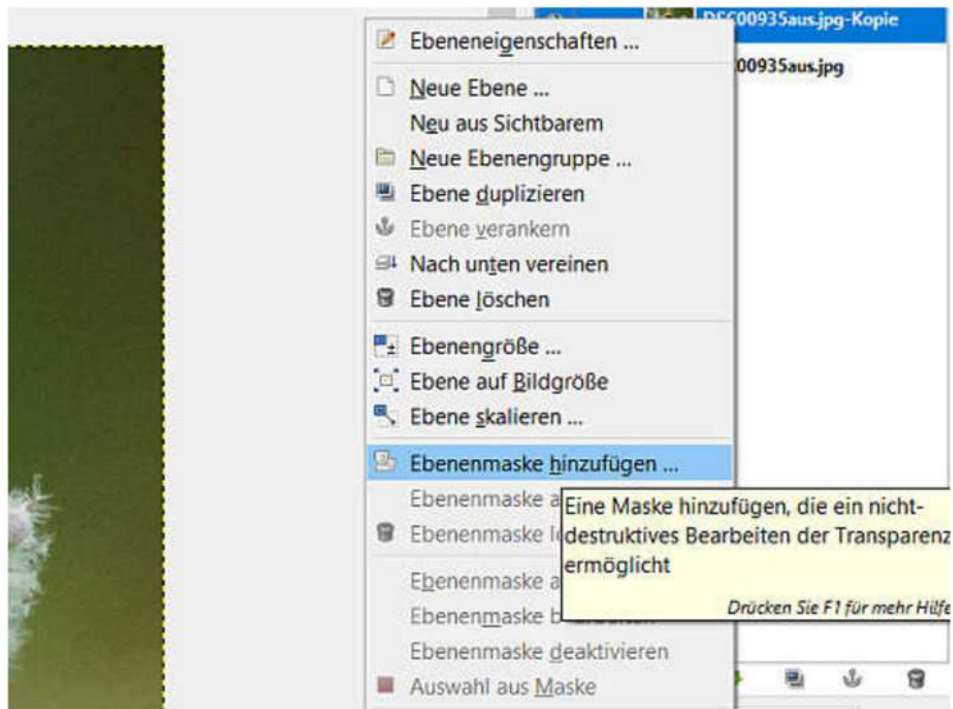 DSC00935aus.jpg-Kopie
00935aus.jpg
Ebeneneigenschaften ...
Neue Ebene ...
Neu aus Sichtbarem
Neue Ebenengruppe ...
Ebene duplizieren
Ebene verankern
Nach unten vereinen
Ebene löschen
Ebenengröße ...
Ebene auf Bildgröße
Ebene skalieren ...
Ebenenmaske hinzufügen ...
Ebenenmaske a
Eine Maske hinzufügen, die ein nicht-
Ebenenmaske
destruktives Bearbeiten der Transparenz
ermöglicht
Ebenenmaske a
Drücken Sie F1 für mehr Hilfe
Ebenenmaske
Ebenenmaske deaktivieren
Auswahl aus Maske